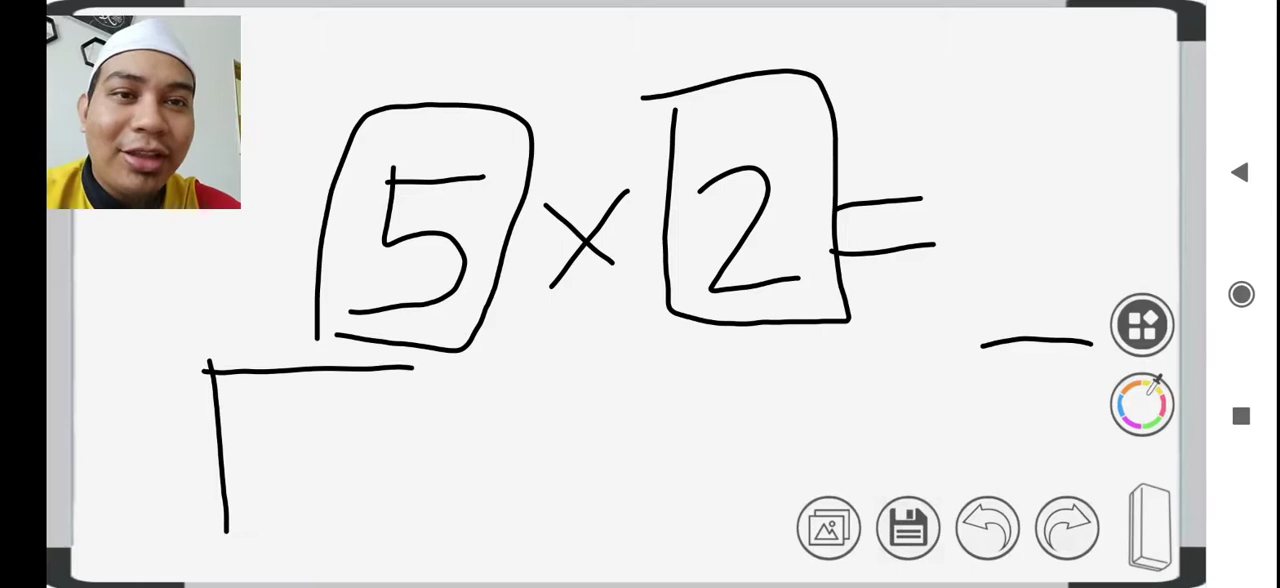 5 × 2 = _